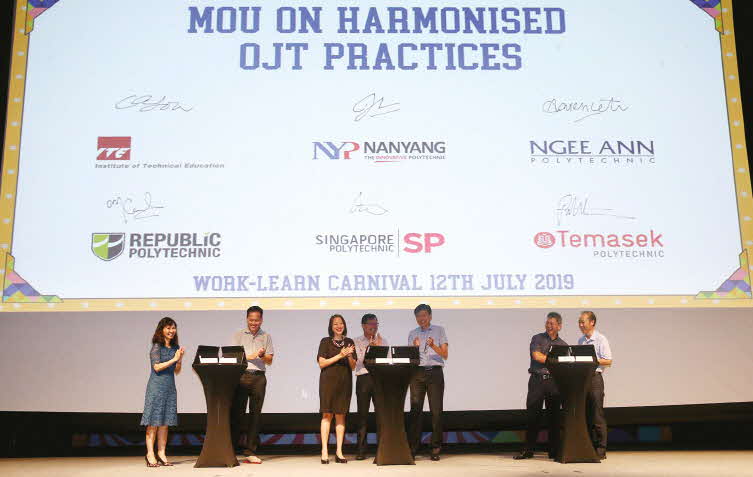 MOU ON HARMONISED
OJT PRACTICES
ITE
Institute of Technical Education
NYP NANYANG
THE INNOVATIVE POLYTECHNIC
NGEE ANN
POLYTECHNIC
REPUBLIC
POLYTECHNIC
SINGAPORE
POLYTECHNIC
SP
Temasek
POLYTECHNIC
WORK-LEARN CARNIVAL 12TH JULY 2019